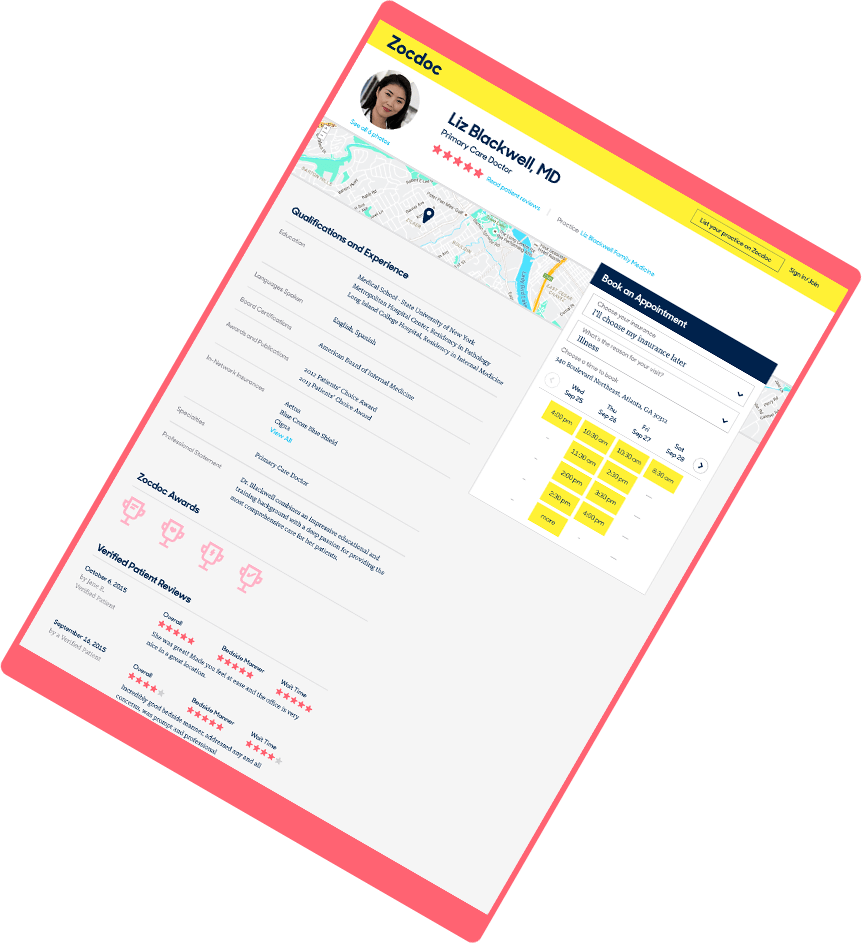 Zocdoc
List your practice on Zocdoc
Sign in / Join
See all 6 photos
Liz Blackwell, MD
Primary Care Doctor
Read patient reviews
Practice Liz Blackwell Family Medicine
Qualifications and Experience
Education
Medical School - State University of New York
Metropolitan Hospital Center, Residency in Pathology
Long Island College Hospital, Residency in Internal Medicine
Languages Spoken
English, Spanish
Board Certifications
American Board of Internal Medicine
Awards and Publications
2012 Patients' Choice Award
2013 Patients' Choice Award
In-Network Insurances
Aetna
Blue Cross Blue Shield
Cigna
View All
Specialties
Primary Care Doctor
Professional Statement
Dr. Blackwell combines an impressive educational and
training background with a deep passion for providing the
most comprehensive care for her patients.
Zocdoc Awards
Verified Patient Reviews
October 6, 2015
by Jane R.
Verified Patient
Overall
Bedside Manner
Wait Time
She was great! Made you feel at ease and the office is very
nice in a great location.
September 16, 2015
by a Verified Patient
Overall
Bedside Manner
Wait Time
Incredibly good bedside manner, addressed any and all
concerns, was prompt and professional
Book an Appointment
Choose your insurance
I'll choose my insurance later
What's the reason for your visit?
Illness
Choose a time to book
240 Boulevard Northeast, Atlanta, GA 30312
Wed
Sep 25
Thu
Sep 26
Fri
Sep 27
Sat
Sep 28
4:00 pm
10:30 am
10:30 am
8:30 am
11:30 am
2:30 pm
2:00 pm
3:30 pm
2:30 pm
4:00 pm
more